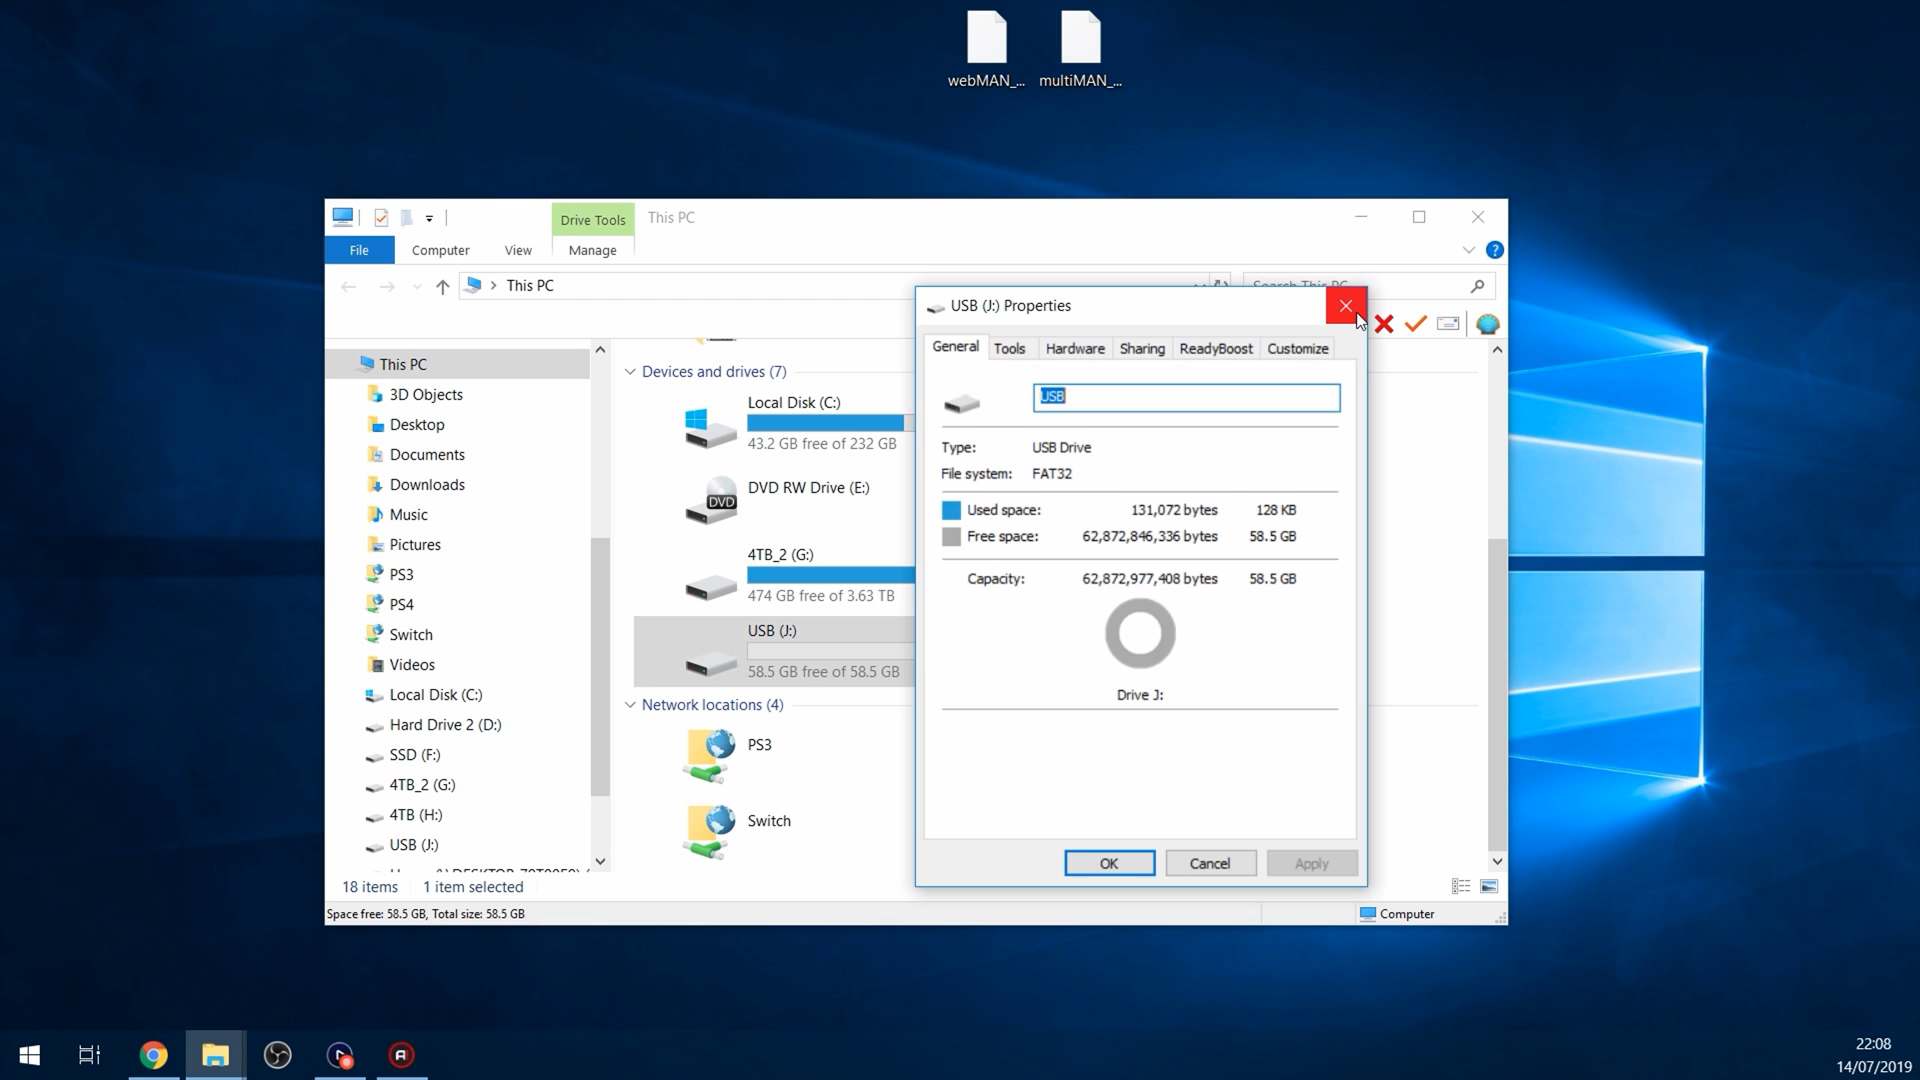 webMAN_...
multiMAN_...
Drive Tools
This PC
File
Computer
View
Manage
This PC
Search This PC
USB (J:) Properties
General
Tools
Hardware
Sharing
ReadyBoost
Customize
USB
Type: USB Drive
File system: FAT32
Used space: 131,072 bytes 128 KB
Free space: 62,872,846,336 bytes 58.5 GB
Capacity: 62,872,977,408 bytes 58.5 GB
Drive J:
OK
Cancel
Apply
This PC
3D Objects
Desktop
Documents
Downloads
Music
Pictures
PS3
PS4
Switch
Videos
Local Disk (C:)
Hard Drive 2 (D:)
SSD (F:)
4TB_2 (G:)
4TB (H:)
USB (J:)
Devices and drives (7)
Local Disk (C:)
43.2 GB free of 232 GB
DVD
DVD RW Drive (E:)
4TB_2 (G:)
474 GB free of 3.63 TB
USB (J:)
58.5 GB free of 58.5 GB
Network locations (4)
PS3
Switch
18 items
1 item selected
Space free: 58.5 GB, Total size: 58.5 GB
Computer
22:08
14/07/2019